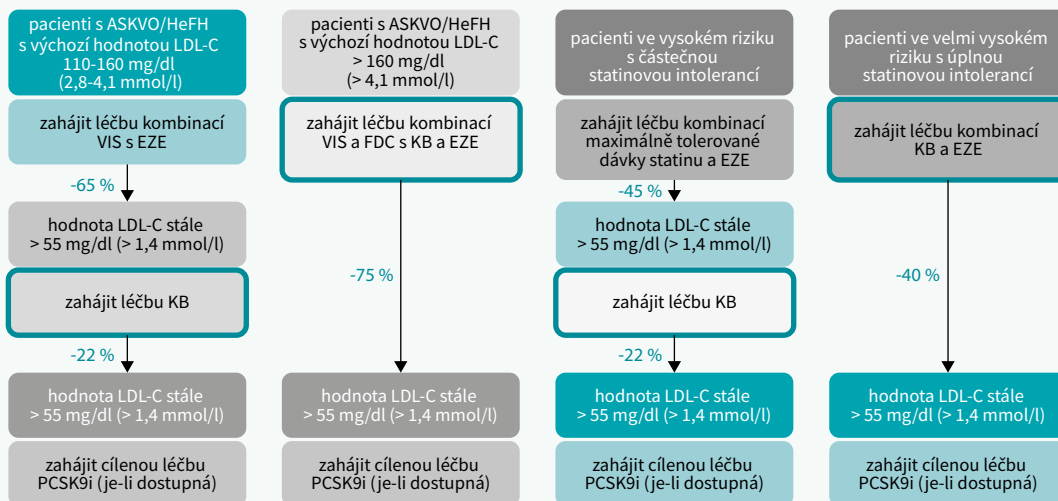 pacienti s ASKVO/HeFH
s výchozí hodnotou LDL-C
110-160 mg/dl
(2,8-4,1 mmol/l)
zahájit léčbu kombinací
VIS s EZE
-65 %
hodnota LDL-C stále
> 55 mg/dl (> 1,4 mmol/l)
zahájit léčbu KB
-22 %
hodnota LDL-C stále
> 55 mg/dl (> 1,4 mmol/l)
zahájit cílenou léčbu
PCSK9i (je-li dostupná)
pacienti s ASKVO/HeFH
s výchozí hodnotou LDL-C
> 160 mg/dl
(> 4,1 mmol/l)
zahájit léčbu kombinací
VIS a FDC s KB a EZE
-75 %
hodnota LDL-C stále
> 55 mg/dl (> 1,4 mmol/l)
zahájit cílenou léčbu
PCSK9i (je-li dostupná)
pacienti ve vysokém riziku
s částečnou
statinovou intolerancí
zahájit léčbu kombinací
maximálně tolerované
dávky statinu a EZE
-45 %
hodnota LDL-C stále
> 55 mg/dl (> 1,4 mmol/l)
zahájit léčbu KB
-22 %
hodnota LDL-C stále
> 55 mg/dl (> 1,4 mmol/l)
zahájit cílenou léčbu
PCSK9i (je-li dostupná)
pacienti ve velmi vysokém
riziku s úplnou
statinovou intolerancí
zahájit léčbu kombinací
KB a EZE
-40 %
hodnota LDL-C stále
> 55 mg/dl (> 1,4 mmol/l)
zahájit cílenou léčbu
PCSK9i (je-li dostupná)